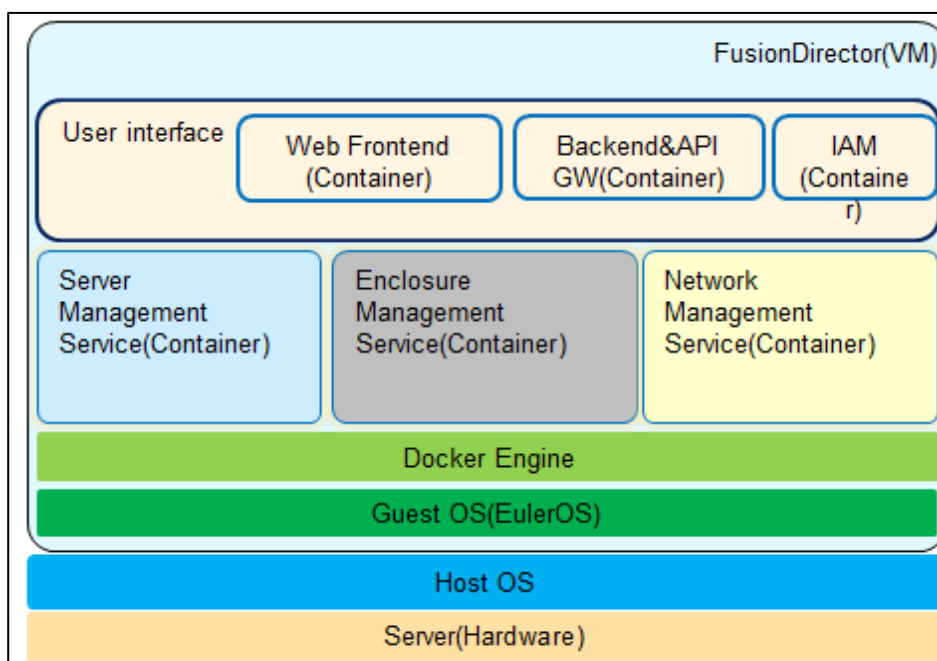 FusionDirector(VM)
User interface
Web Frontend
(Container)
Backend&API
GW(Container)
IAM
(Containe
r)
Server
Management
Service(Container)
Enclosure
Management
Service(Container)
Network
Management
Service(Container)
Docker Engine
Guest OS(EulerOS)
Host OS
Server(Hardware)